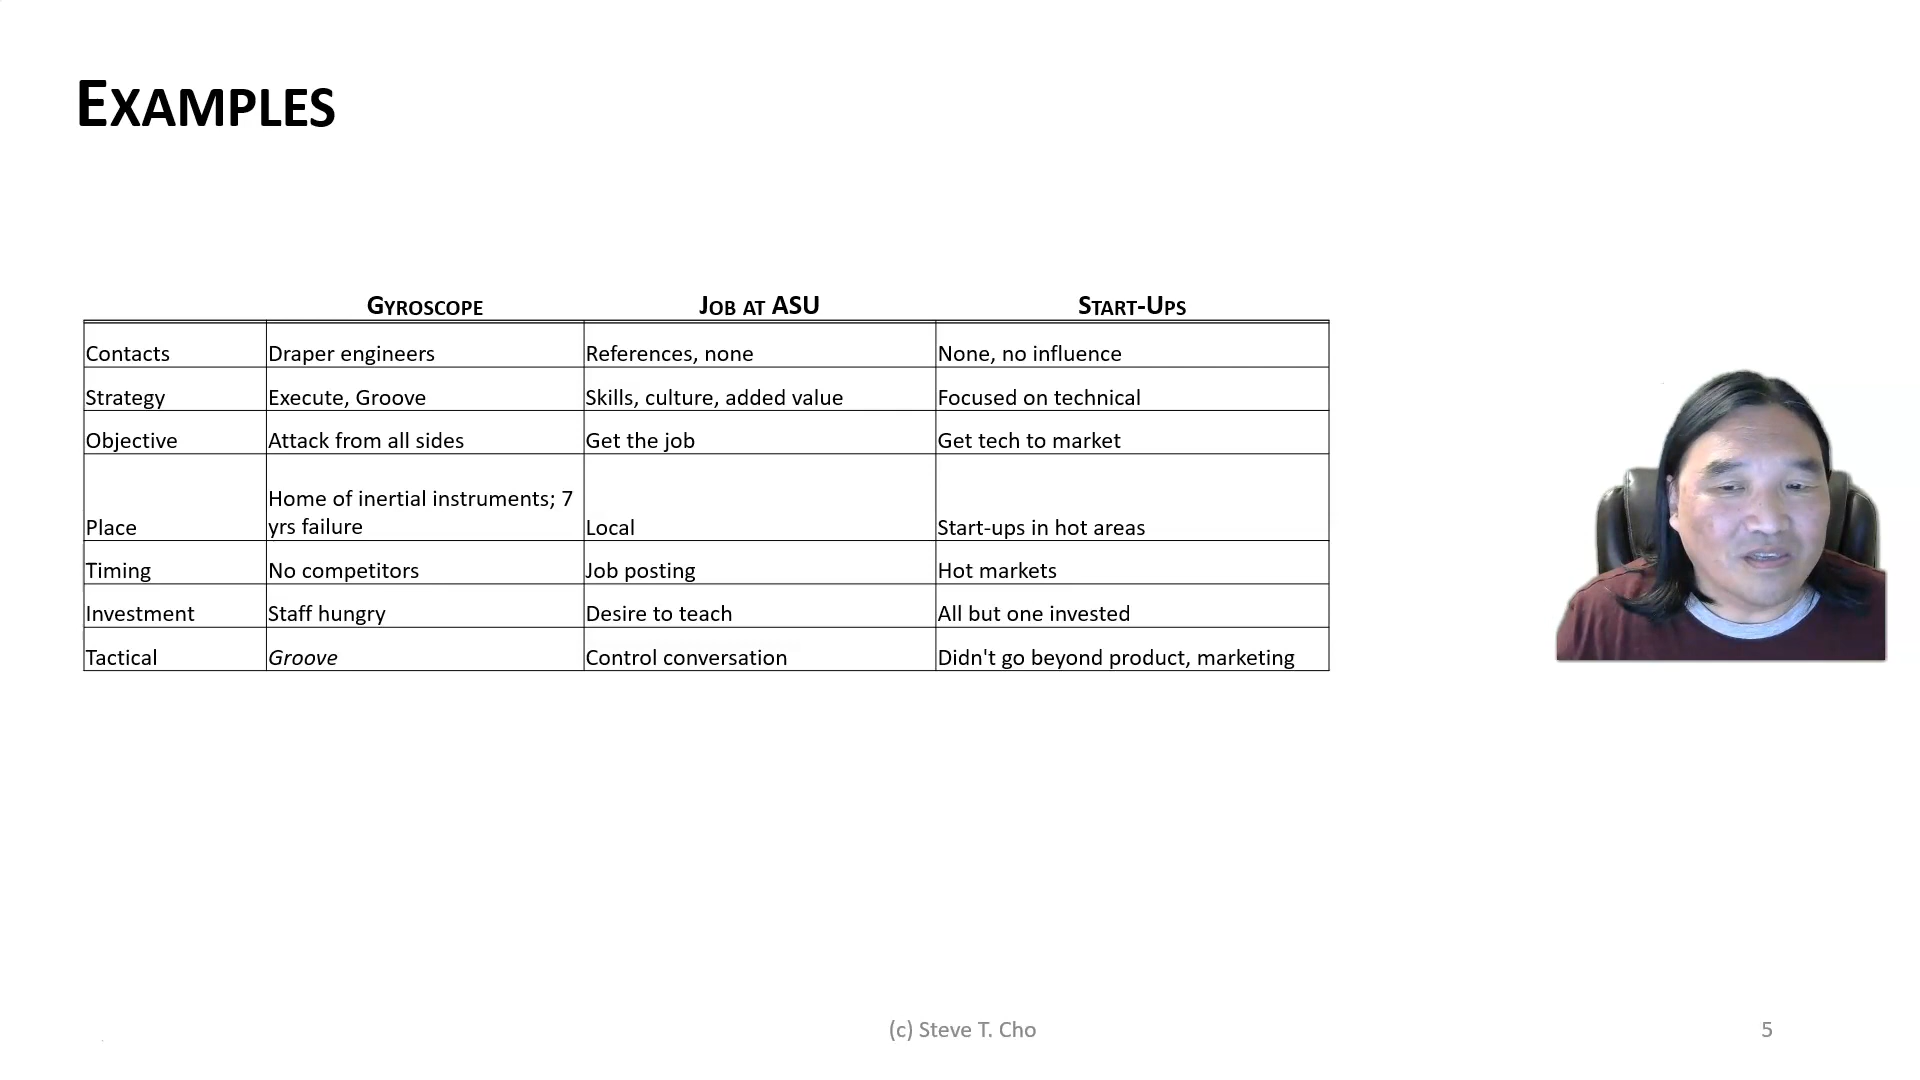 EXAMPLES
GYROSCOPE JOB AT ASU START-UPS
Contacts Draper engineers References, none None, no influence
Strategy Execute, Groove Skills, culture, added value Focused on technical
Objective Attack from all sides Get the job Get tech to market
Home of inertial instruments; 7
Place yrs failure Local Start-ups in hot areas
Timing No competitors Job posting Hot markets
Investment Staff hungry Desire to teach All but one invested
Tactical Groove Control conversation Didn't go beyond product, marketing
(c) Steve T. Cho 5